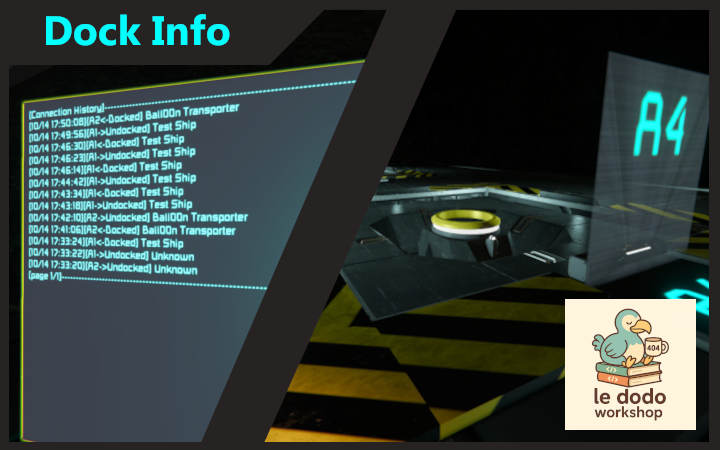 Dock Info
[Connection History]
[10/14 17:50:08][A2<-Docked] Ball00n Transporter
[10/14 17:49:56][A1->Undocked] Test Ship
[10/14 17:46:30][A1<-Docked] Test Ship
[10/14 17:46:23][A1->Undocked] Test Ship
[10/14 17:46:14][A1<-Docked] Test Ship
[10/14 17:44:42][A1->Undocked] Test Ship
[10/14 17:43:34][A1<-Docked] Test Ship
[10/14 17:43:18][A1->Undocked] Test Ship
[10/14 17:42:10][A2->Undocked] Ball00n Transporter
[10/14 17:41:06][A2<-Docked] Ball00n Transporter
[10/14 17:33:24][A1<-Docked] Test Ship
[10/14 17:33:22][A1->Undocked] Unknown
[10/14 17:33:20][A2->Undocked] Unknown
[page 1/1]
A4
404
</>
</>
le dodo
workshop